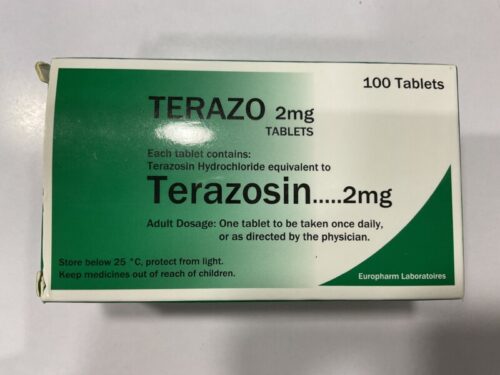 100 Tablets
TERAZO 2mg
TABLETS
Each tablet contains:
Terazosin Hydrochloride equivalent to
Terazosin.....2mg
Adult Dosage: One tablet to be taken once daily,
or as directed by the physician.
Store below 25 °C, protect from light.
Keep medicines out of reach of children.
Europharm Laboratoires